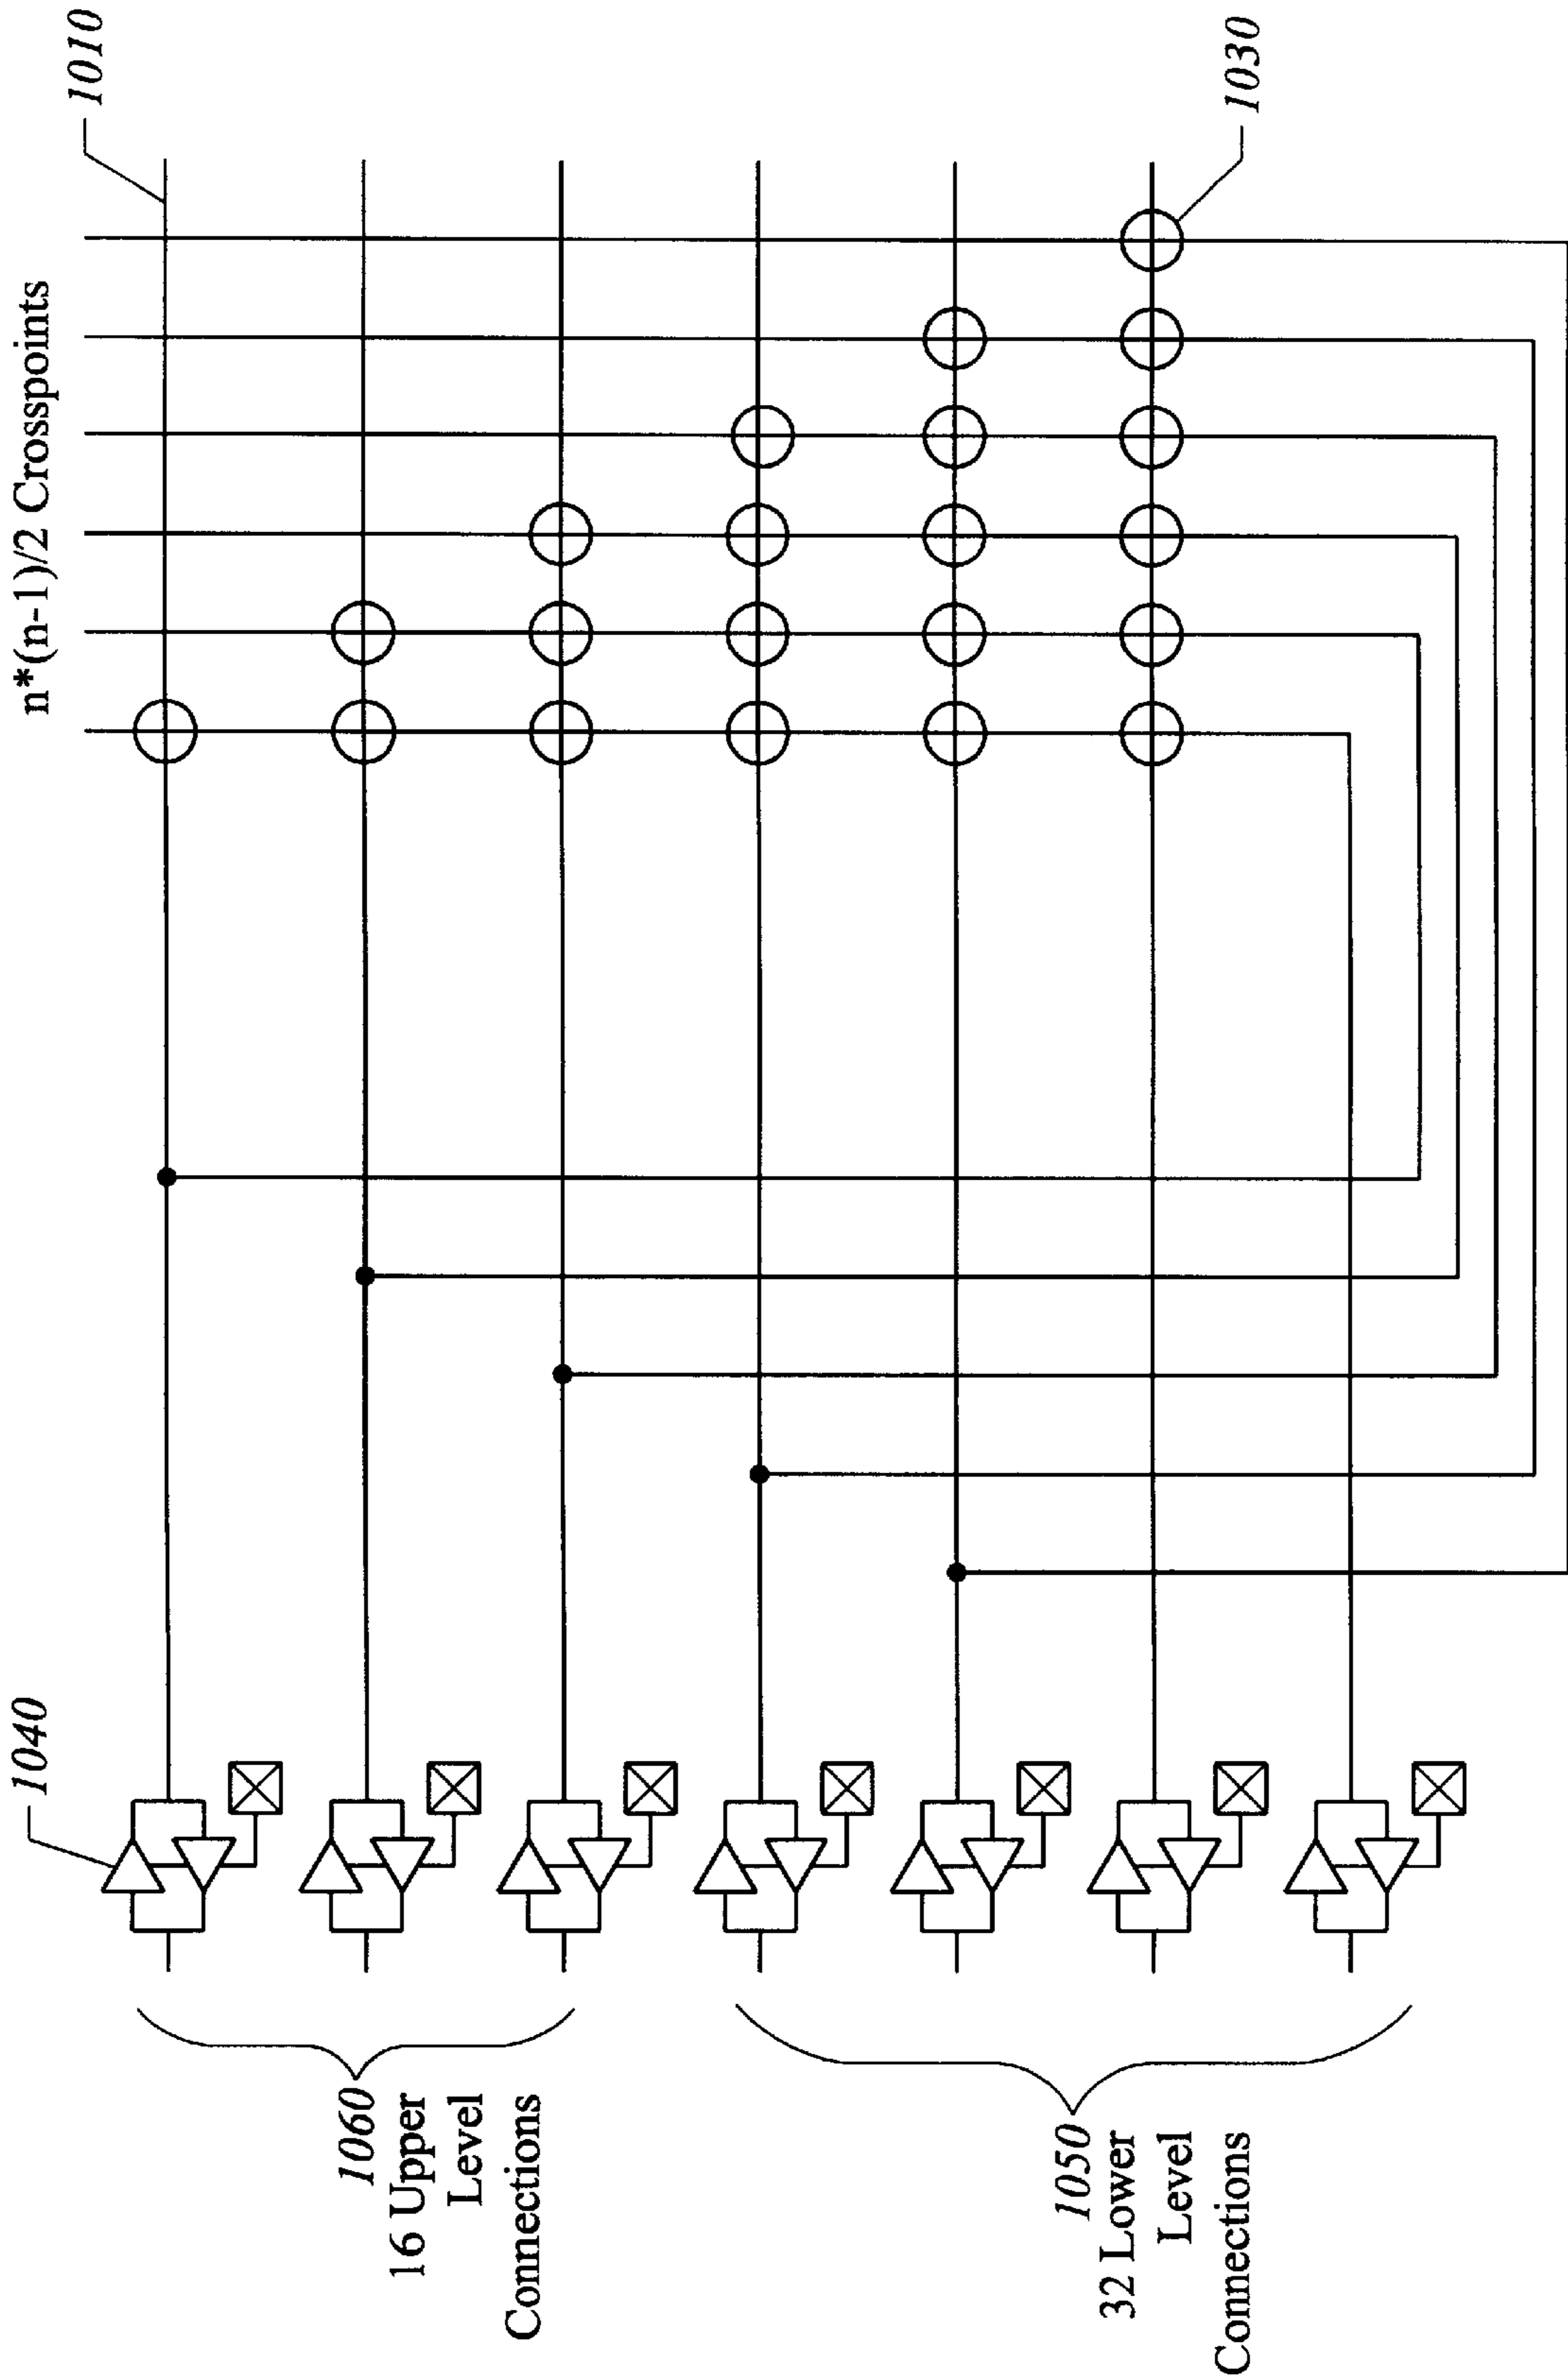 n*(n-1)/2 Crosspoints
1010
1030
1040
1060
16 Upper
Level
Connections
1050
32 Lower
Level
Connections